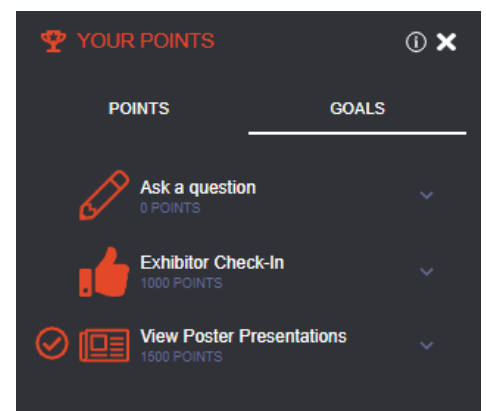 YOUR POINTS
POINTS GOALS
Ask a question
0 POINTS
Exhibitor Check-In
1000 POINTS
View Poster Presentations
1500 POINTS